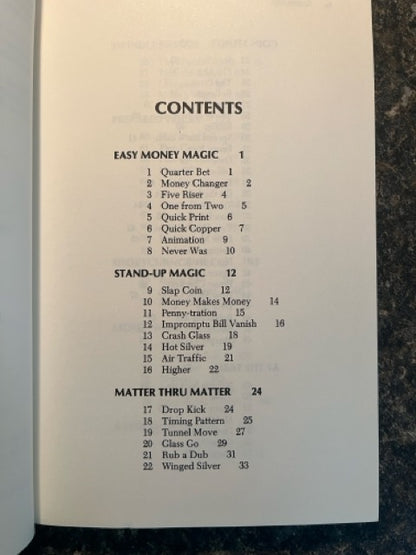 CONTENTS
EASY MONEY MAGIC 1
1 Quarter Bet 1
2 Money Changer 2
3 Five Riser 4
4 One from Two 5
5 Quick Print 6
6 Quick Copper 7
7 Animation 9
8 Never Was 10
STAND-UP MAGIC 12
9 Slap Coin 12
10 Money Makes Money 14
11 Penny-tration 15
12 Impromptu Bill Vanish 16
13 Crash Glass 18
14 Hot Silver 19
15 Air Traffic 21
16 Higher 22
MATTER THRU MATTER 24
17 Drop Kick 24
18 Timing Pattern 25
19 Tunnel Move 27
20 Glass Go 29
21 Rub a Dub 31
22 Winged Silver 33